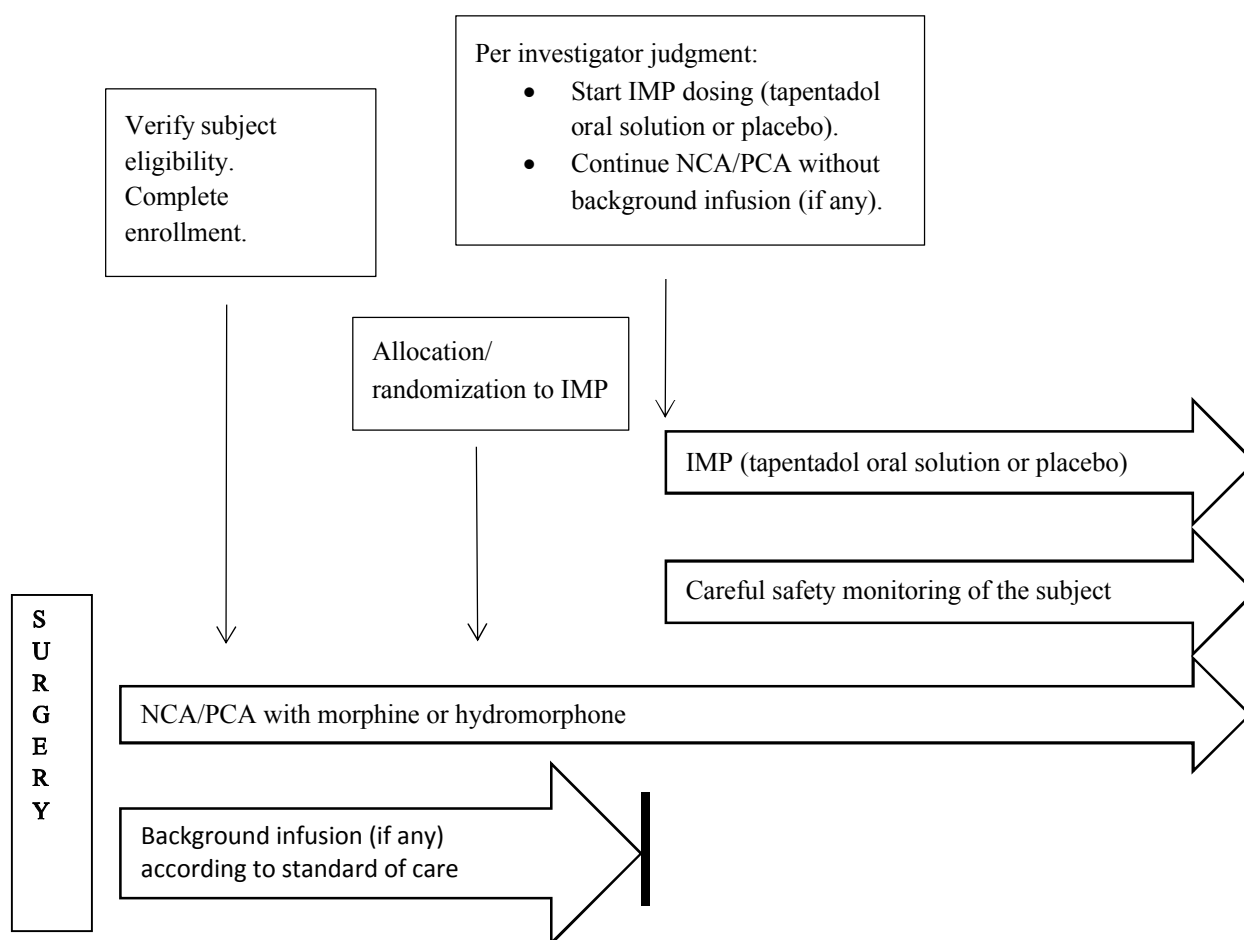 Per investigator judgment:
• Start IMP dosing (tapentadol
oral solution or placebo).
• Continue NCA/PCA without
background infusion (if any).
Verify subject
eligibility.
Complete
enrollment.
Allocation/
randomization to IMP
IMP (tapentadol oral solution or placebo)
Careful safety monitoring of the subject
S
U
R
G
E
R
Y
NCA/PCA with morphine or hydromorphone
Background infusion (if any)
according to standard of care